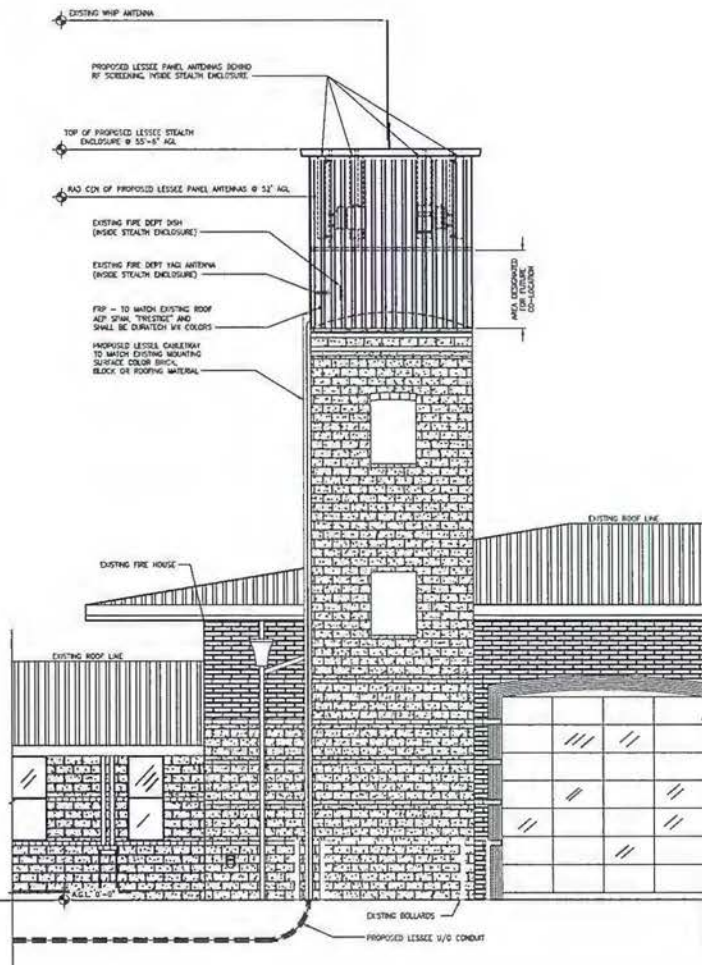 EXISTING WHIP ANTENNA
PROPOSED LESSEE PANEL ANTENNAS BEHIND
RF SCREENING, INSIDE STEALTH ENCLOSURE
TOP OF PROPOSED LESSEE STEALTH
ENCLOSURE @ 55'-6" AGL
RAD CEN OF PROPOSED LESSEE PANEL ANTENNAS @ 52' AGL
EXISTING FIRE DEPT DISH
(INSIDE STEALTH ENCLOSURE)
EXISTING FIRE DEPT YAGI ANTENNA
(INSIDE STEALTH ENCLOSURE)
AREA DESIGNATED
FOR FUTURE
CO-LOCATION
FRP - TO MATCH EXISTING ROOF
SPAN, "PRESTIGE" AND
SHALL BE DURATECH COLORS
PROPOSED LESSEE CABLETRAY
TO MATCH EXISTING MOUNTING
SURFACE COLOR BRICK,
BLOCK OR ROOFING MATERIAL
EXISTING ROOF LINE
EXISTING FIRE HOUSE
EXISTING ROOF LINE
A.G.L. 0'-0"
EXISTING BOLLARDS
PROPOSED LESSEE U/G CONDUIT